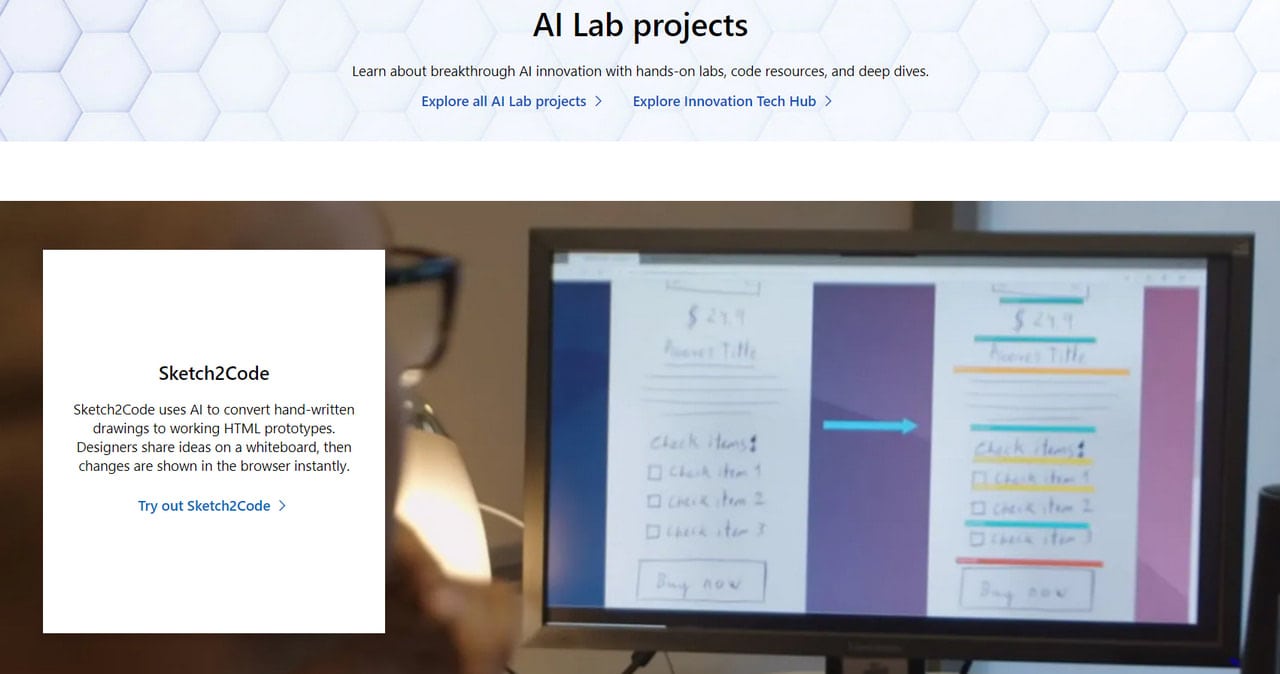 AI Lab projects
Learn about breakthrough AI innovation with hands-on labs, code resources, and deep dives.
Explore all AI Lab projects
Explore Innovation Tech Hub
Sketch2Code
Sketch2Code uses AI to convert hand-written
drawings to working HTML prototypes.
Designers share ideas on a whiteboard, then
changes are shown in the browser instantly.
Try out Sketch2Code
$ 24.9
Title
Check items:
Check item 1
Check item 2
Check item 3
Buy now
$ 24.9
Title
Check items:
Check item 1
Check item 2
Check item 3
Buy now